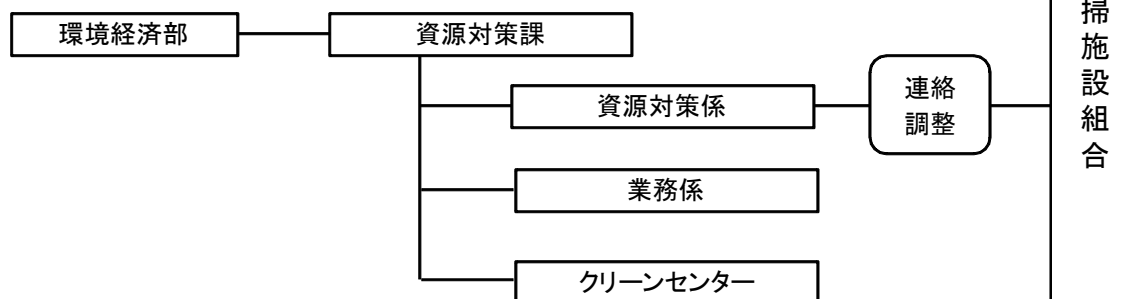 環境経済部
資源対策課
資源対策係
連絡
調整
業務係
クリーンセンター
掃施設組合